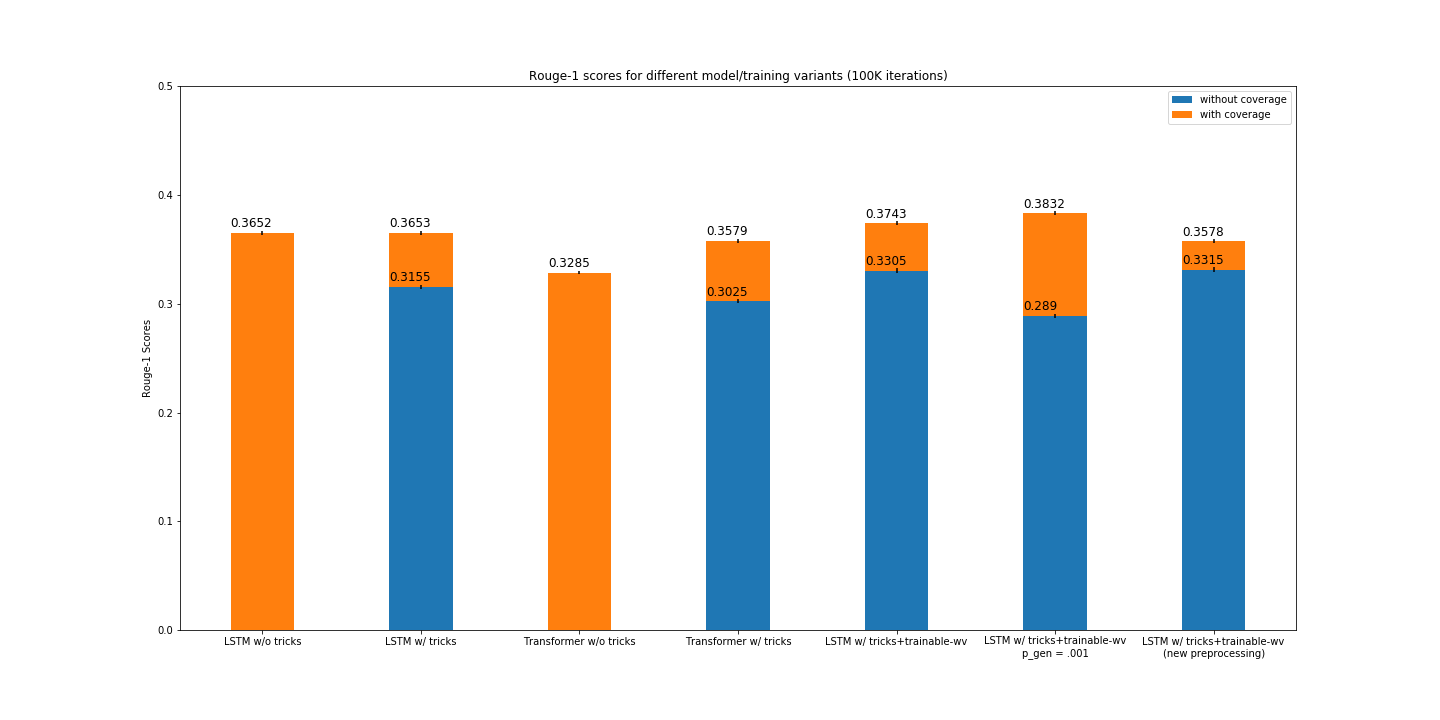 Rouge-1 scores for different model/training variants (100K iterations)
0.5
without coverage
with coverage
0.4
0.3832
0.3743
0.3652
0.3653
0.3579
0.3578
0.3285
0.3305
0.3315
0.3155
0.3025
0.289
0.3
Rouge-1 Scores
0.2
0.1
0.0
LSTM w/o tricks
LSTM w/ tricks
Transformer w/o tricks
Transformer w/ tricks
LSTM w/ tricks+trainable-wv
LSTM w/ tricks+trainable-wv
p_gen = .001
LSTM w/ tricks+trainable-wv
(new preprocessing)